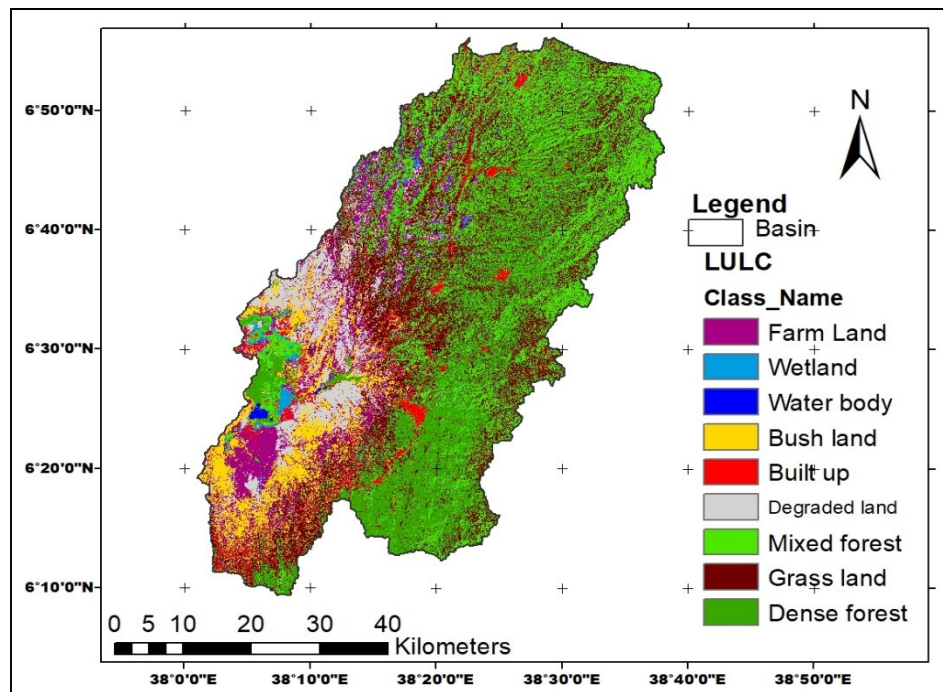 6°50'0"N
6°40'0"N
6°30'0"N
6°20'0"N
6°10'0"N
N
Legend
Basin
LULC
Class_Name
Farm Land
Wetland
Water body
Bush land
Built up
Degraded land
Mixed forest
Grass land
Dense forest
0 5 10 20 30 40
Kilometers
38°0'0"E 38°10'0"E 38°20'0"E 38°30'0"E 38°40'0"E 38°50'0"E